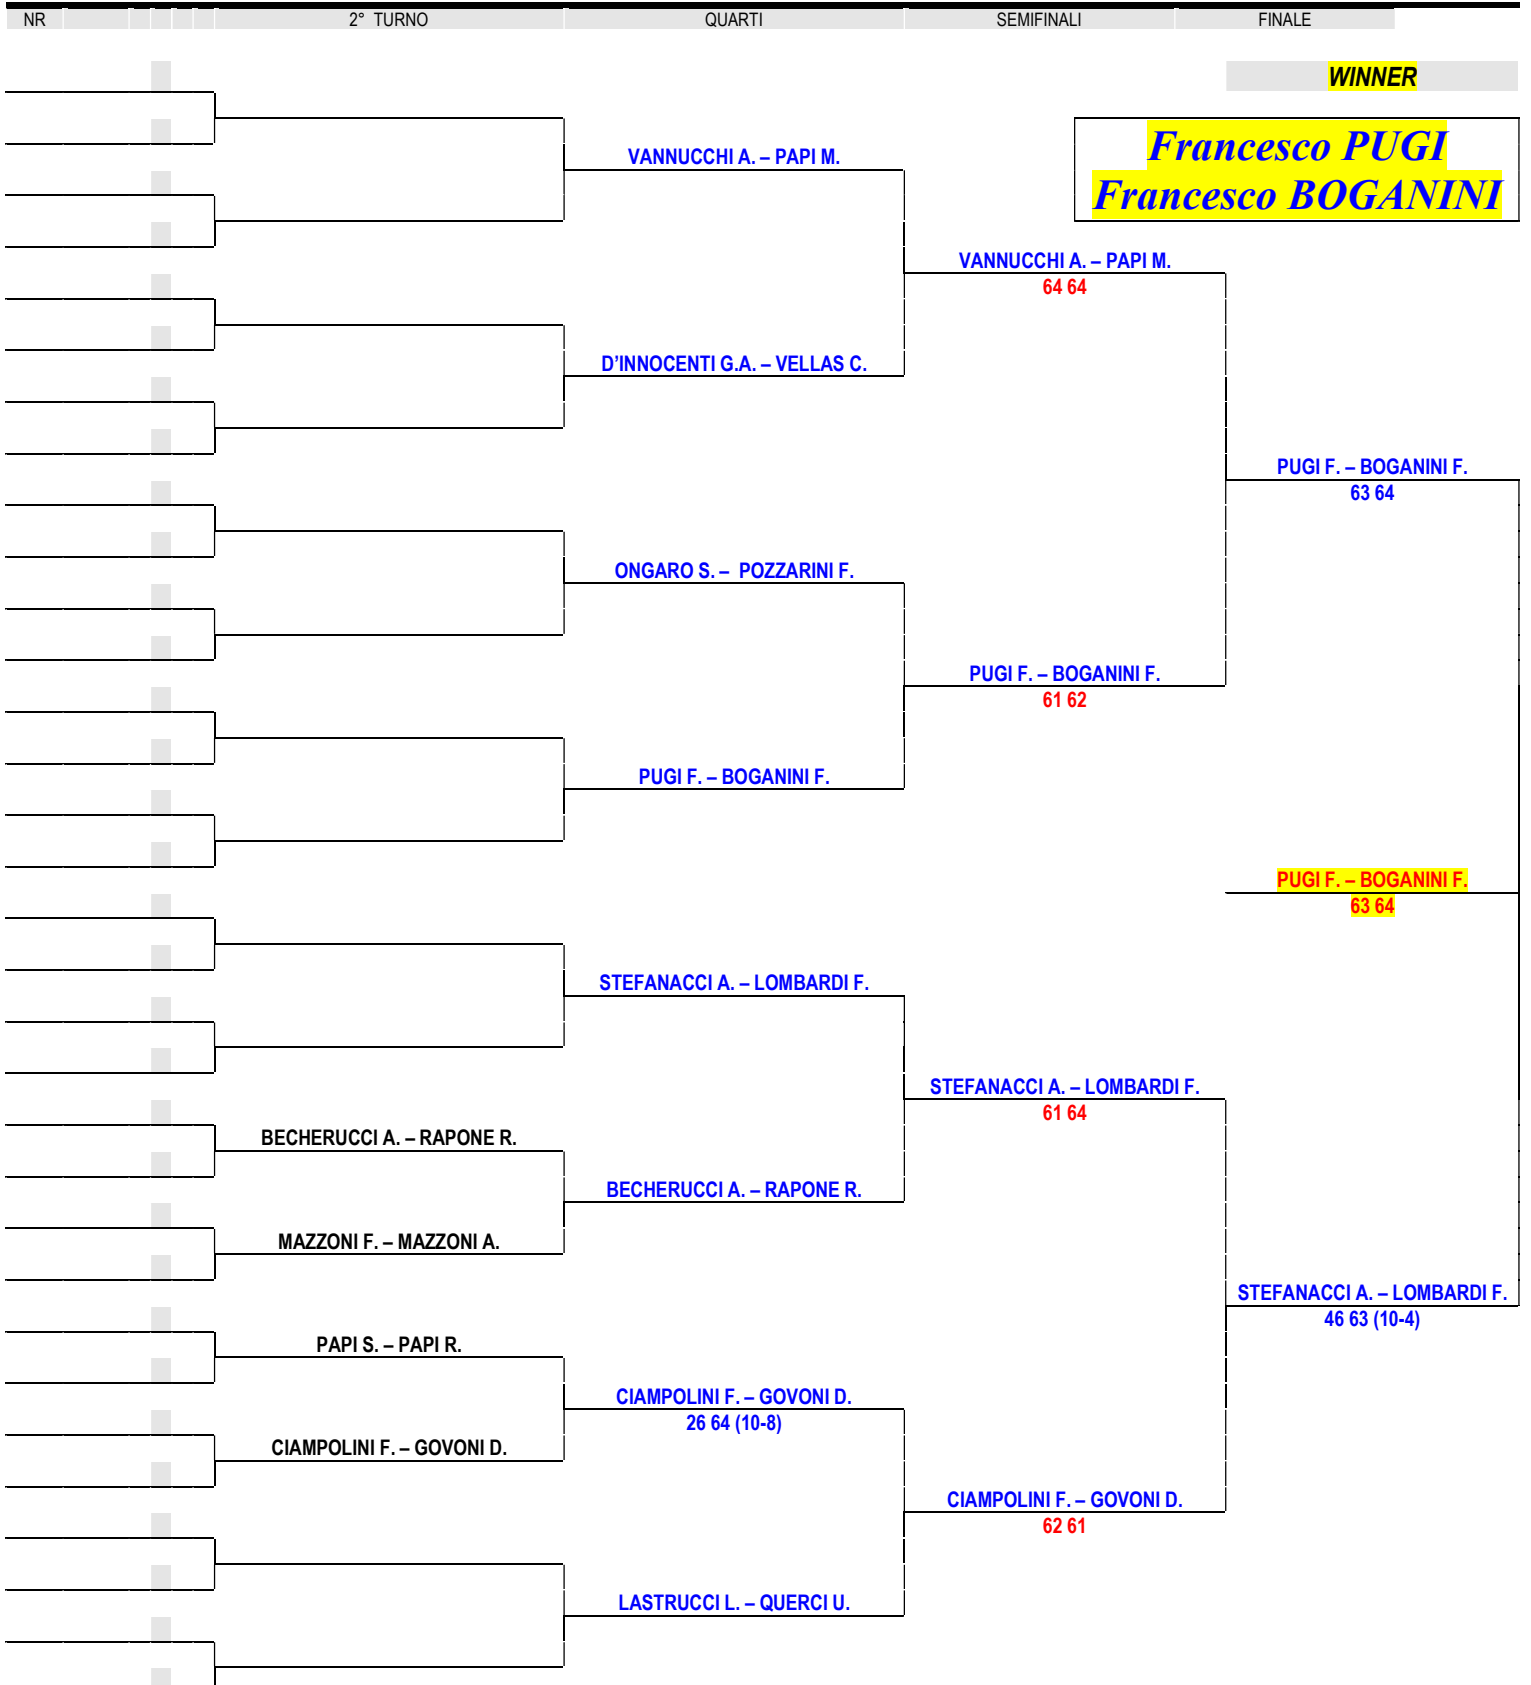 NR 2° TURNO QUARTI SEMIFINALI FINALE
WINNER
Francesco PUGI
Francesco BOGANINI
VANNUCCHI A. – PAPI M.
VANNUCCHI A. – PAPI M.
64 64
D’INNOCENTI G.A. – VELLAS C.
PUGI F. – BOGANINI F.
63 64
ONGARO S. – POZZARINI F.
PUGI F. – BOGANINI F.
61 62
PUGI F. – BOGANINI F.
PUGI F. – BOGANINI F.
63 64
STEFANACCI A. – LOMBARDI F.
STEFANACCI A. – LOMBARDI F.
61 64
BECHERUCCI A. – RAPONE R.
BECHERUCCI A. – RAPONE R.
MAZZONI F. – MAZZONI A.
STEFANACCI A. – LOMBARDI F.
46 63 (10-4)
PAPI S. – PAPI R.
CIAMPOLINI F. – GOVONI D.
26 64 (10-8)
CIAMPOLINI F. – GOVONI D.
CIAMPOLINI F. – GOVONI D.
62 61
LASTRUCCI L. – QUERCI U.